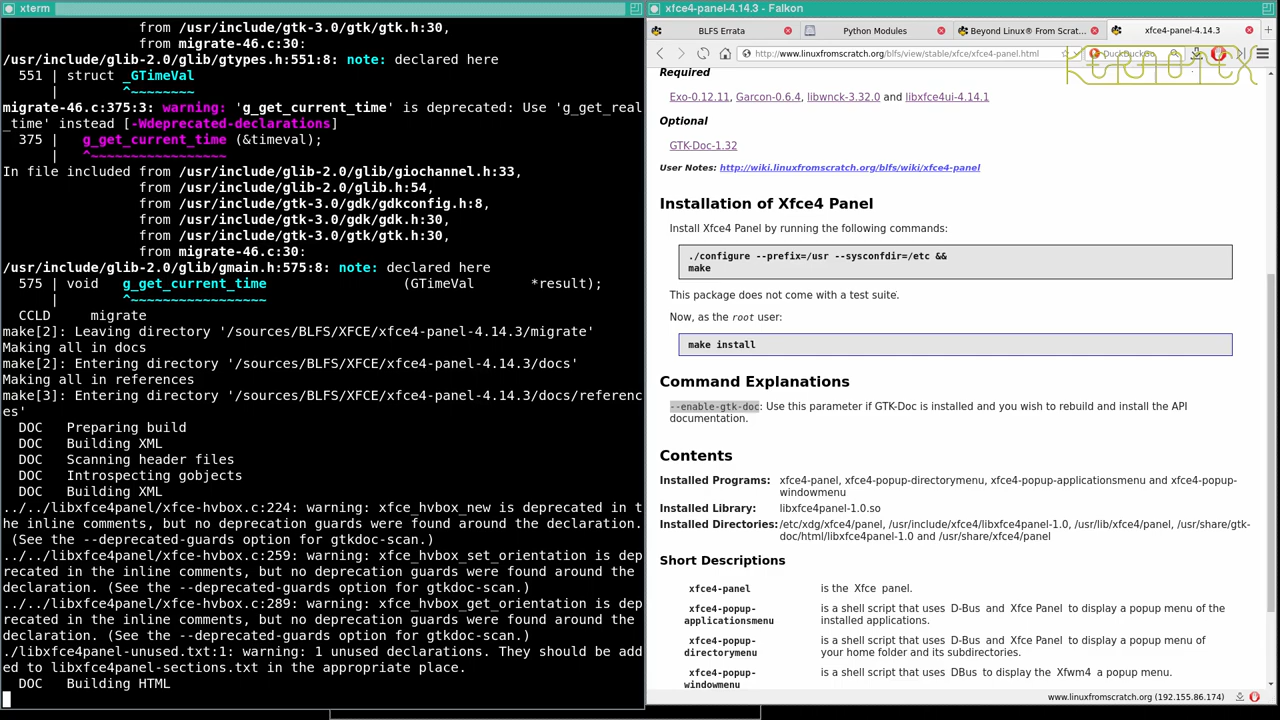 xterm
from /usr/include/gtk-3.0/gtk/gtk.h:30,
from migrate-46.c:30:
/usr/include/glib-2.0/glib/gtypes.h:551:8: note: declared here
551 | struct _GTimeVal
| ^~~~~~~~~
migrate-46.c:375:3: warning: 'g_get_current_time' is deprecated: Use 'g_get_real
_time' instead [-Wdeprecated-declarations]
375 | g_get_current_time (&timeval);
| ^~~~~~~~~~~~~~~~~~
In file included from /usr/include/glib-2.0/glib/giochannel.h:33,
from /usr/include/glib-2.0/glib.h:54,
from /usr/include/gtk-3.0/gdk/gdkconfig.h:8,
from /usr/include/gtk-3.0/gdk/gdk.h:30,
from /usr/include/gtk-3.0/gtk/gtk.h:30,
from migrate-46.c:30:
/usr/include/glib-2.0/glib/gmain.h:575:8: note: declared here
575 | void g_get_current_time (GTimeVal *result);
| ^~~~~~~~~~~~~~~~~~
CCLD migrate
make[2]: Leaving directory '/sources/BLFS/XFCE/xfce4-panel-4.14.3/migrate'
Making all in docs
make[2]: Entering directory '/sources/BLFS/XFCE/xfce4-panel-4.14.3/docs'
Making all in references
make[3]: Entering directory '/sources/BLFS/XFCE/xfce4-panel-4.14.3/docs/referenc
es'
DOC Preparing build
DOC Building XML
DOC Scanning header files
DOC Introspecting gobjects
DOC Building XML
../../libxfce4panel/xfce-hvbox.c:224: warning: xfce_hvbox_new is deprecated in t
he inline comments, but no deprecation guards were found around the declaration.
(See the --deprecated-guards option for gtkdoc-scan.)
../../libxfce4panel/xfce-hvbox.c:259: warning: xfce_hvbox_set_orientation is dep
recated in the inline comments, but no deprecation guards were found around the
declaration. (See the --deprecated-guards option for gtkdoc-scan.)
../../libxfce4panel/xfce-hvbox.c:289: warning: xfce_hvbox_get_orientation is dep
recated in the inline comments, but no deprecation guards were found around the
declaration. (See the --deprecated-guards option for gtkdoc-scan.)
./libxfce4panel-unused.txt:1: warning: 1 unused declarations. They should be add
ed to libxfce4panel-sections.txt in the appropriate place.
DOC Building HTML
xfce4-panel-4.14.3 - Falkon
BLFS Errata
Python Modules
Beyond Linux® From Scrat...
xfce4-panel-4.14.3
http://www.linuxfromscratch.org/blfs/view/stable/xfce/xfce4-panel.html
DuckDuckGo
KERNOTEX
Required
Exo-0.12.11, Garcon-0.6.4, libwnck-3.32.0 and libxfce4ui-4.14.1
Optional
GTK-Doc-1.32
User Notes: http://wiki.linuxfromscratch.org/blfs/wiki/xfce4-panel
Installation of Xfce4 Panel
Install Xfce4 Panel by running the following commands:
./configure --prefix=/usr --sysconfdir=/etc &&
make
This package does not come with a test suite.
Now, as the root user:
make install
Command Explanations
--enable-gtk-doc: Use this parameter if GTK-Doc is installed and you wish to rebuild and install the API
documentation.
Contents
Installed Programs: xfce4-panel, xfce4-popup-directorymenu, xfce4-popup-applicationsmenu and xfce4-popup-
windowmenu
Installed Library: libxfce4panel-1.0.so
Installed Directories: /etc/xdg/xfce4/panel, /usr/include/xfce4/libxfce4panel-1.0, /usr/lib/xfce4/panel, /usr/share/gtk-
doc/html/libxfce4panel-1.0 and /usr/share/xfce4/panel
Short Descriptions
xfce4-panel is the Xfce panel.
xfce4-popup- is a shell script that uses D-Bus and Xfce Panel to display a popup menu of the
applicationsmenu installed applications.
xfce4-popup- is a shell script that uses D-Bus and Xfce Panel to display a popup menu of
directorymenu your home folder and its subdirectories.
xfce4-popup- is a shell script that uses DBus to display the Xfwm4 a popup menu.
windowmenu
www.linuxfromscratch.org (192.155.86.174)